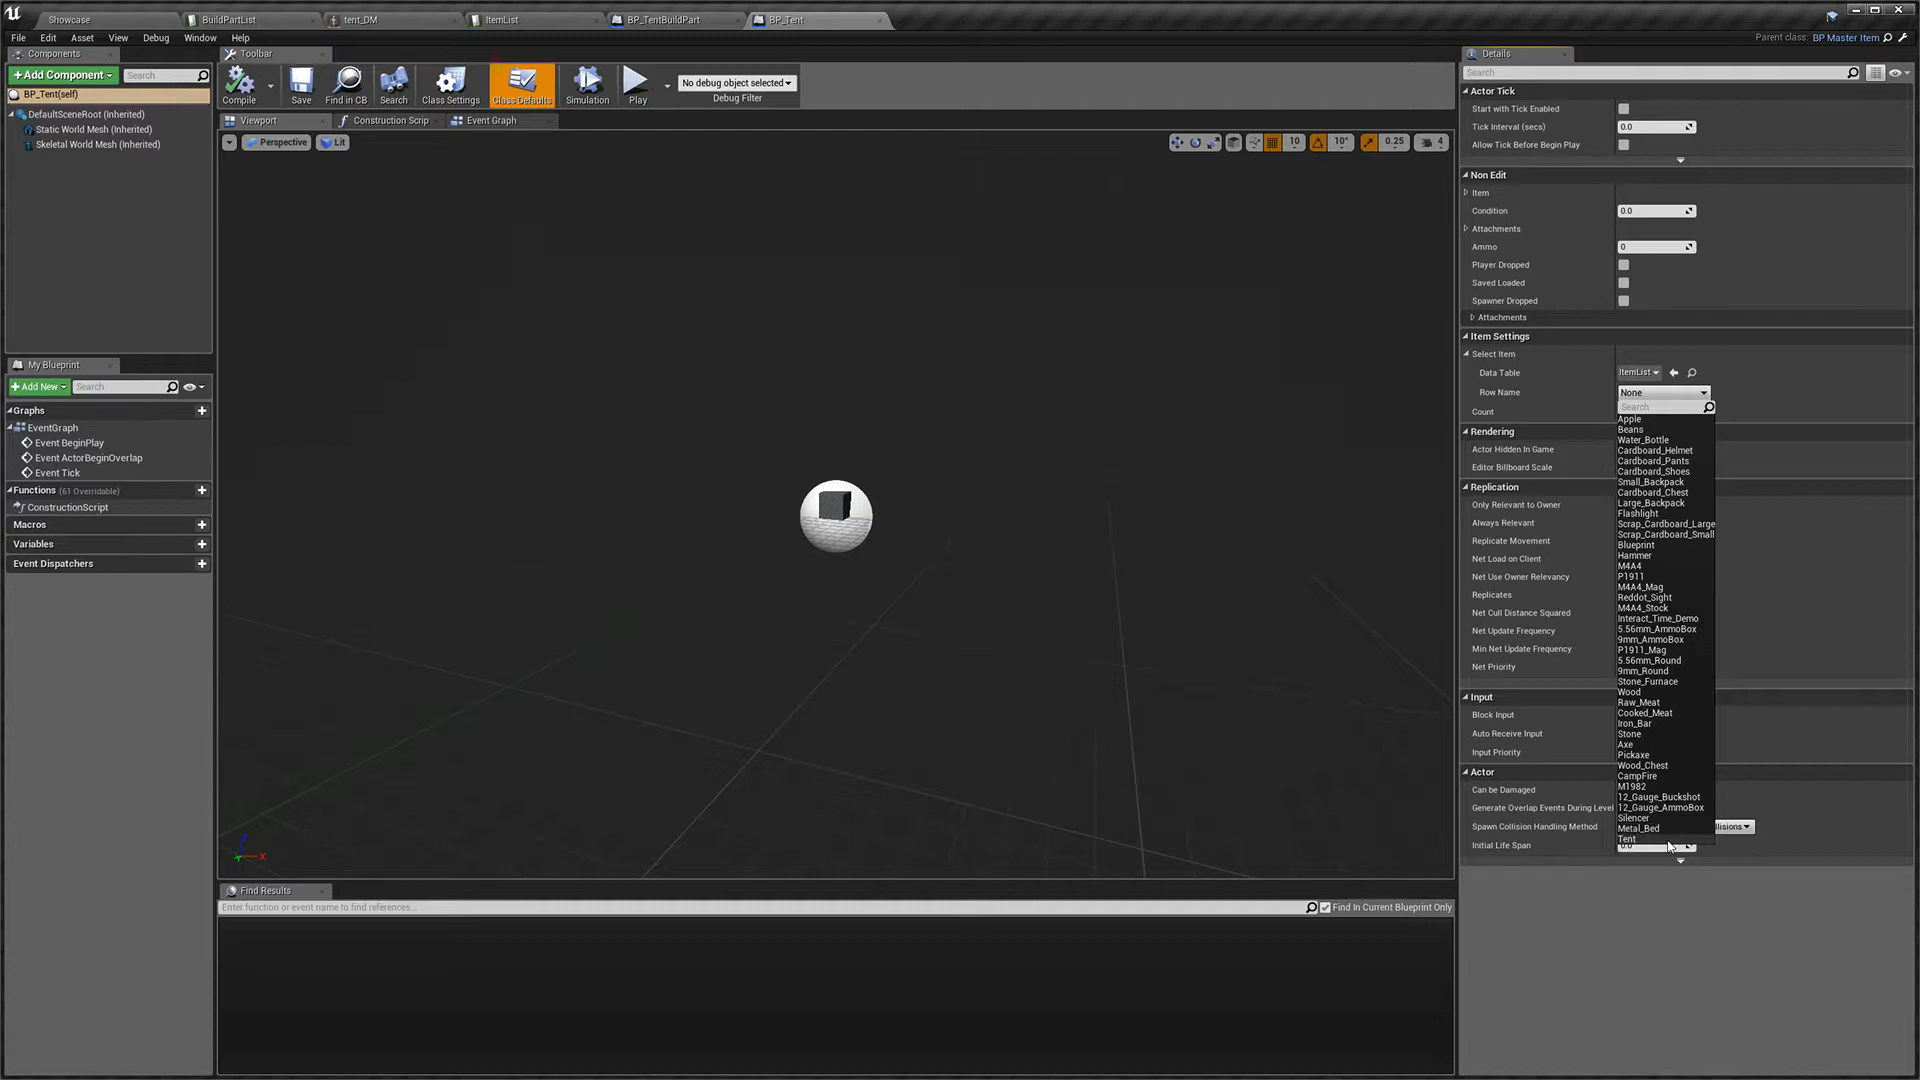 Showcase
BuildPartList
tent_DM
ItemList
BP_TentBuildPart
BP_Tent
File Edit Asset View Debug Window Help
Parent class: BP Master Item
Components
+Add Component
Search
BP_Tent(self)
DefaultSceneRoot (Inherited)
Static World Mesh (Inherited)
Skeletal World Mesh (Inherited)
Toolbar
Compile
Save
Find in CB
Search
Class Settings
Class Defaults
Simulation
Play
No debug object selected
Debug Filter
Viewport
Construction Scrip
Event Graph
Perspective
Lit
10
10°
0.25
4
X
My Blueprint
+Add New
Search
Graphs
EventGraph
Event BeginPlay
Event ActorBeginOverlap
Event Tick
Functions (61 Overridable)
ConstructionScript
Macros
Variables
Event Dispatchers
Find Results
Enter function or event name to find references...
Find In Current Blueprint Only
Details
Search
Actor Tick
Start with Tick Enabled
Tick Interval (secs) 0.0
Allow Tick Before Begin Play
Non Edit
Item
Condition 0.0
Attachments
Ammo 0
Player Dropped
Saved Loaded
Spawner Dropped
Attachments
Item Settings
Select Item
Data Table ItemList
Row Name None
Count
Rendering
Actor Hidden In Game
Editor Billboard Scale
Replication
Only Relevant to Owner
Always Relevant
Replicate Movement
Net Load on Client
Net Use Owner Relevancy
Replicates
Net Cull Distance Squared
Net Update Frequency
Min Net Update Frequency
Net Priority
Input
Block Input
Auto Receive Input
Input Priority
Actor
Can be Damaged
Generate Overlap Events During Level
Spawn Collision Handling Method llisions
Initial Life Span 0.0
Search
Apple
Beans
Water_Bottle
Cardboard_Helmet
Cardboard_Pants
Cardboard_Shoes
Small_Backpack
Cardboard_Chest
Large_Backpack
Flashlight
Scrap_Cardboard_Large
Scrap_Cardboard_Small
Blueprint
Hammer
M4A4
P1911
M4A4_Mag
Reddot_Sight
M4A4_Stock
Interact_Time_Demo
5.56mm_AmmoBox
9mm_AmmoBox
P1911_Mag
5.56mm_Round
9mm_Round
Stone_Furnace
Wood
Raw_Meat
Cooked_Meat
Iron_Bar
Stone
Axe
Pickaxe
Wood_Chest
CampFire
M1982
12_Gauge_Buckshot
12_Gauge_AmmoBox
Silencer
Metal_Bed
Tent